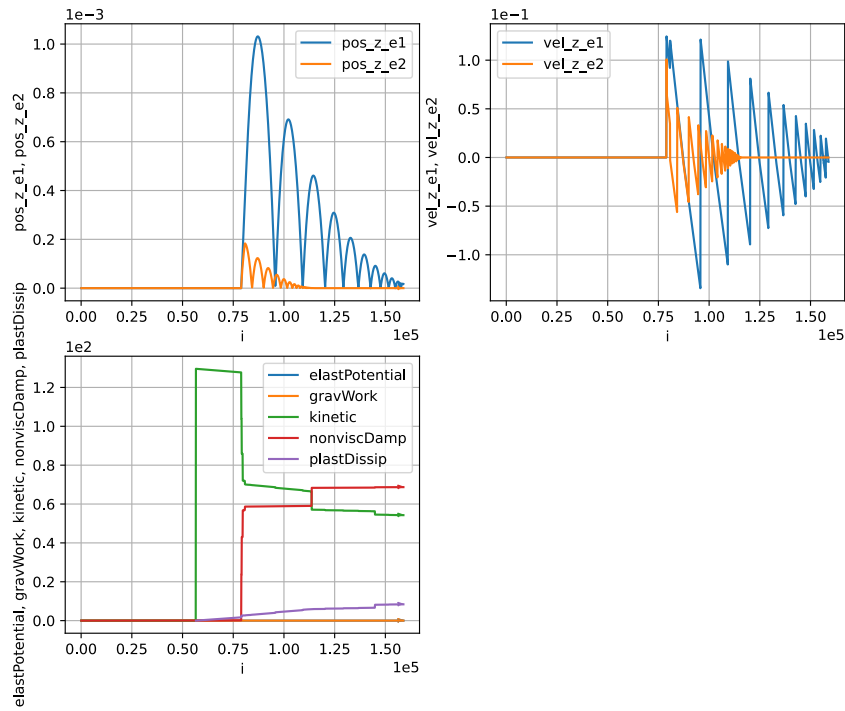 1e−3
pos_z_e1, pos_z_e2
1.0
0.8
0.6
0.4
0.2
0.0
pos_z_e1
pos_z_e2
0.00 0.25 0.50 0.75 1.00 1.25 1.50
i
1e5
1e−1
vel_z_e1, vel_z_e2
1.0
0.5
0.0
−0.5
−1.0
vel_z_e1
vel_z_e2
0.00 0.25 0.50 0.75 1.00 1.25 1.50
i
1e5
1e2
elastPotential, gravWork, kinetic, nonviscDamp, plastDissip
1.2
1.0
0.8
0.6
0.4
0.2
0.0
elastPotential
gravWork
kinetic
nonviscDamp
plastDissip
0.00 0.25 0.50 0.75 1.00 1.25 1.50
i
1e5